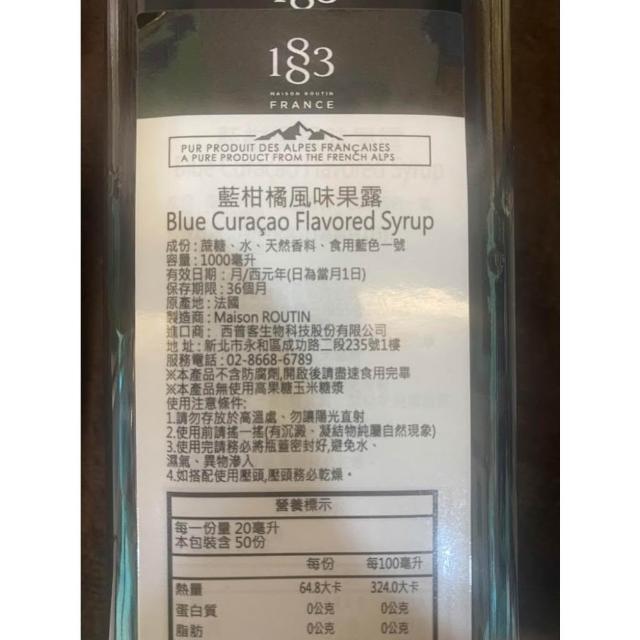 1883
1883
MAISON ROUTIN
FRANCE
PUR PRODUIT DES ALPES FRANÇAISES
A PURE PRODUCT FROM THE FRENCH ALPS
藍柑橘風味果露
Blue Curaçao Flavored Syrup
成份:蔗糖、水、天然香料、食用藍色一號
容量:1000毫升
有效日期:月/西元年(日為當月1日)
保存期限:36個月
原產地:法國
製造商:Maison ROUTIN
進口商: 西普客生物科技股份有限公司
地 址:新北市永和區成功路二段235號1樓
服務電話:02-8668-6789
※本產品不含防腐劑,開啟後請盡速食用完畢
※本產品無使用高果糖玉米糖漿
使用注意條件:
1.請勿存放於高溫處、勿讓陽光直射
2.使用前請搖一搖(有沉澱、凝結物純屬自然現象)
3.使用完請務必將瓶蓋密封好,避免水、
濕氣、異物滲入
4.如搭配使用壓頭,壓頭務必乾燥。
營養標示
每一份量 20毫升
本包裝含 50份
每份 每100毫升
熱量 64.8大卡 324.0大卡
蛋白質 0公克 0公克
脂肪 0公克 0公克